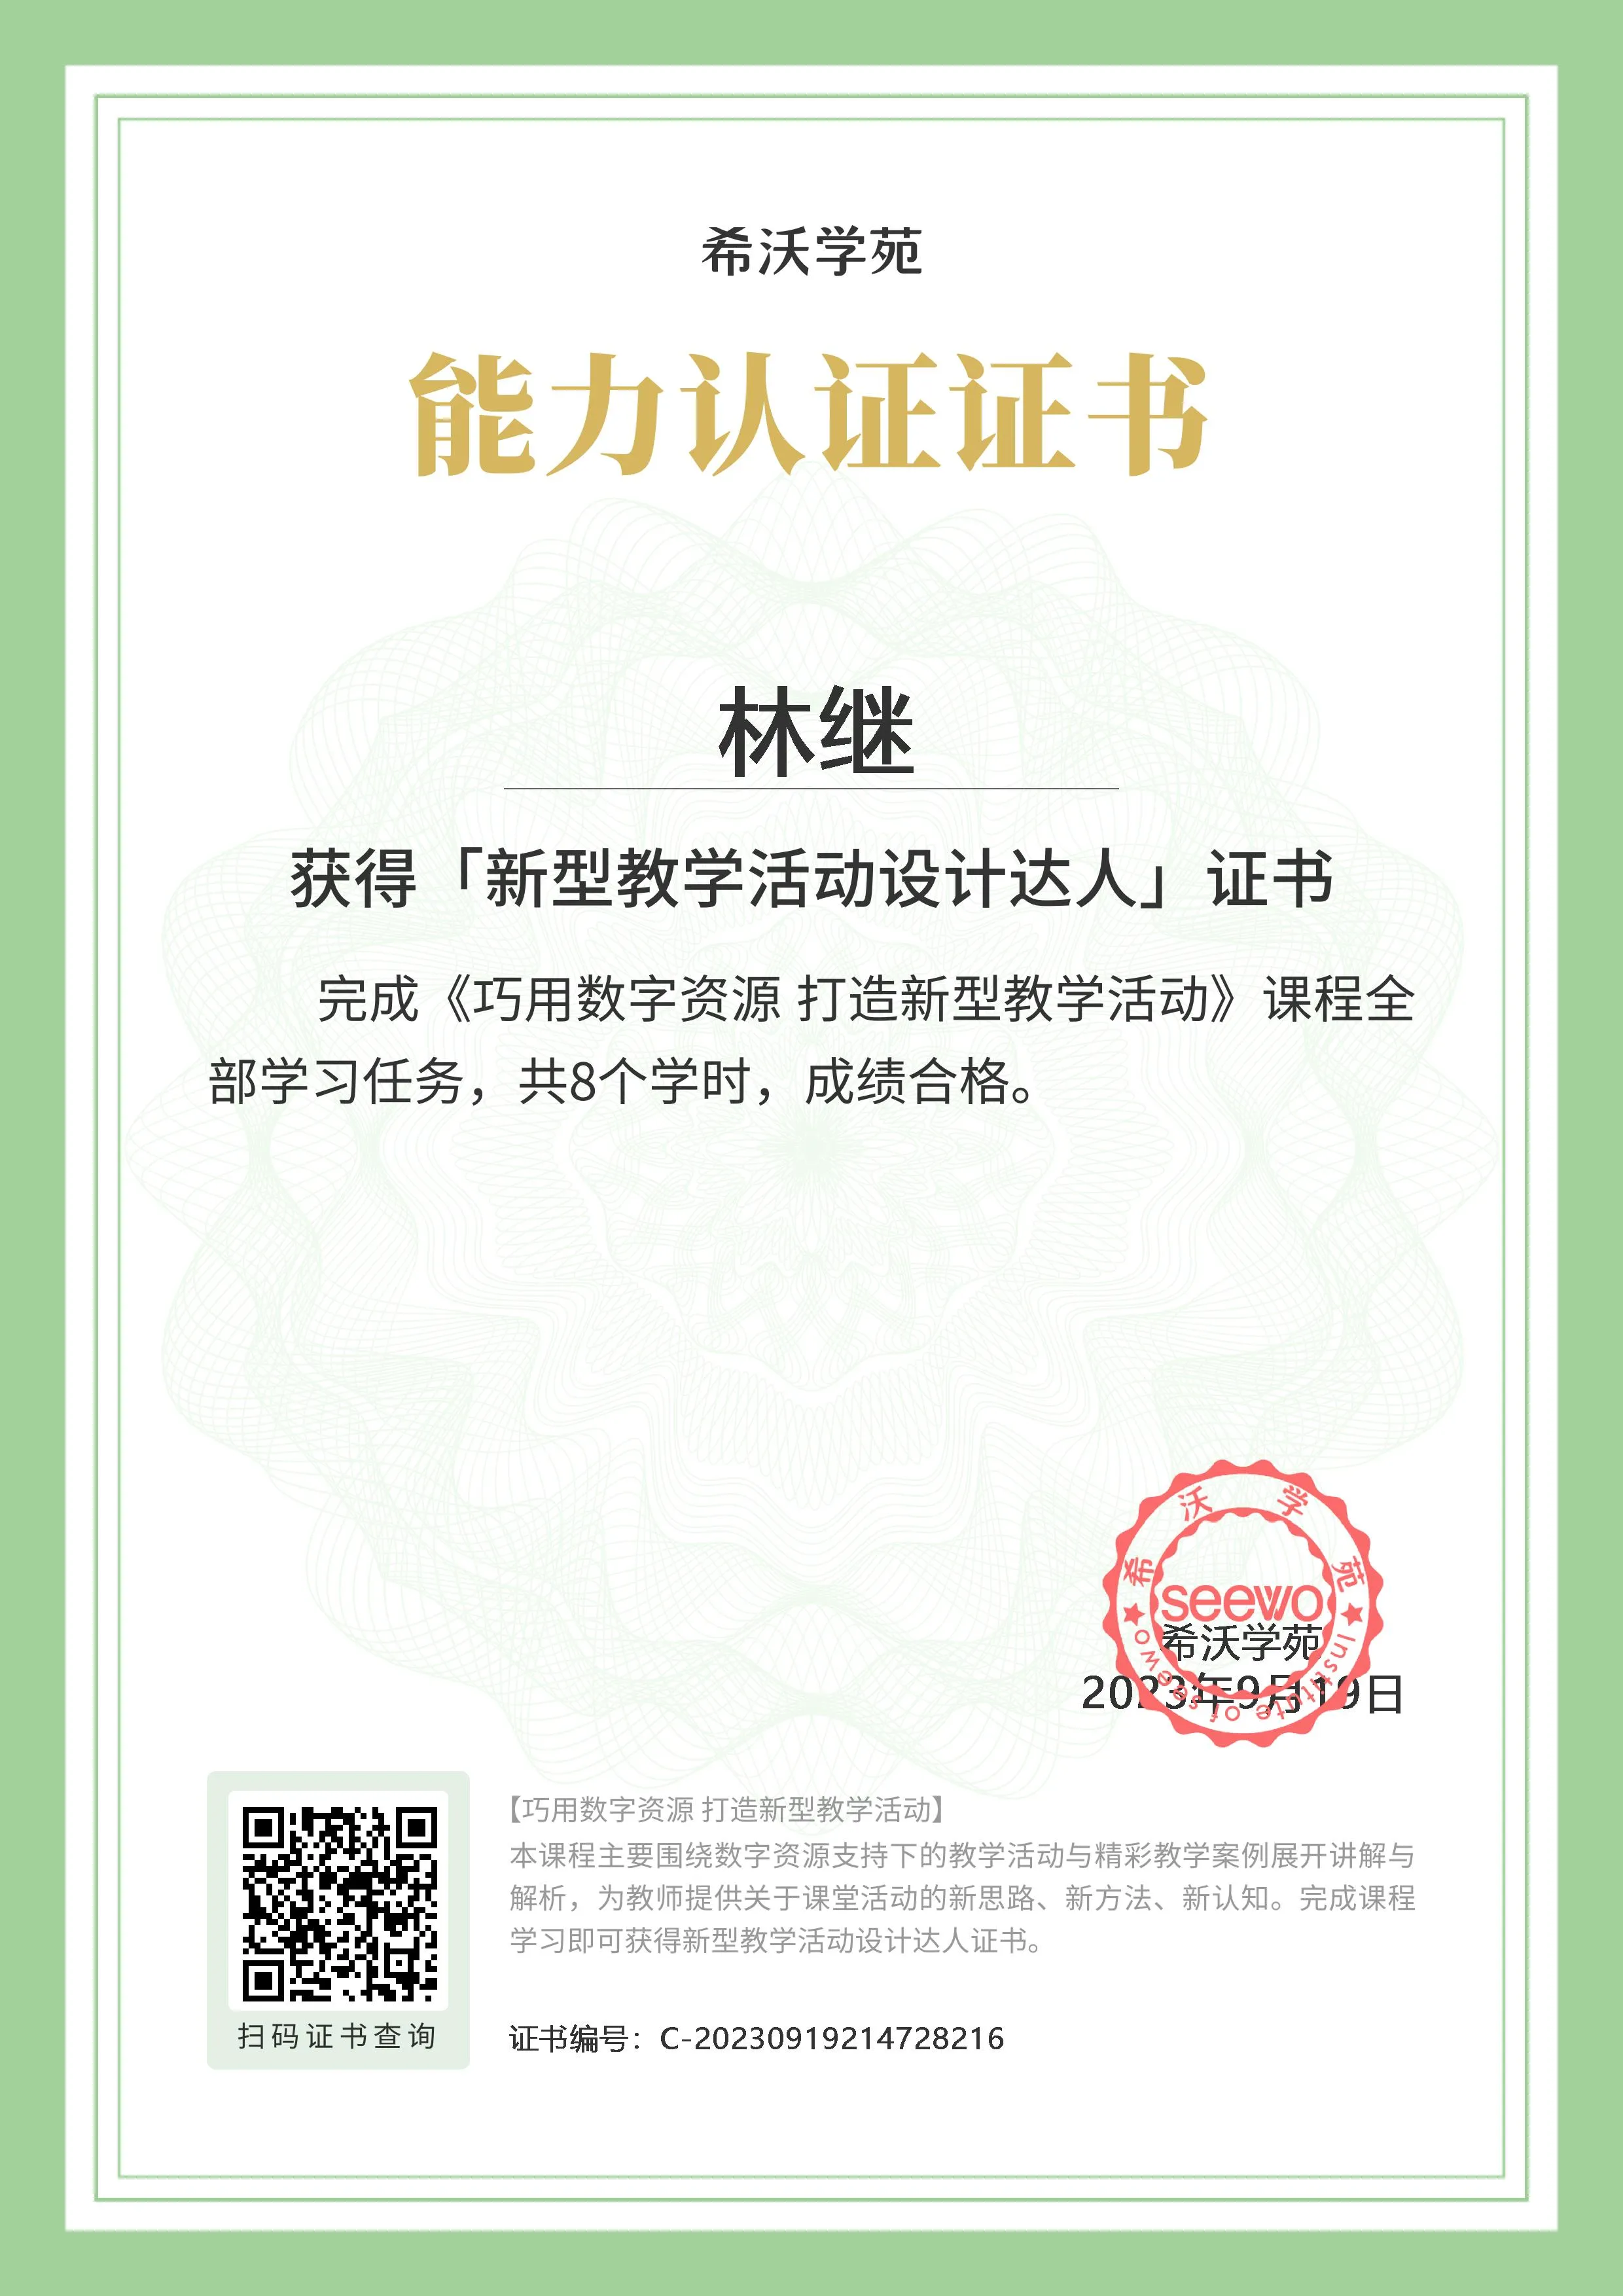 希沃学苑
能力认证证书
林继
获得「新型教学活动设计达人」证书
完成《巧用数字资源 打造新型教学活动》课程全
部学习任务，共8个学时，成绩合格。
希沃学苑
seewo
Institute of seewo
希沃学苑
2023年9月19日
【巧用数字资源 打造新型教学活动】
本课程主要围绕数字资源支持下的教学活动与精彩教学案例展开讲解与
解析，为教师提供关于课堂活动的新思路、新方法、新认知。完成课程
学习即可获得新型教学活动设计达人证书。
扫码证书查询
证书编号：C-20230919214728216